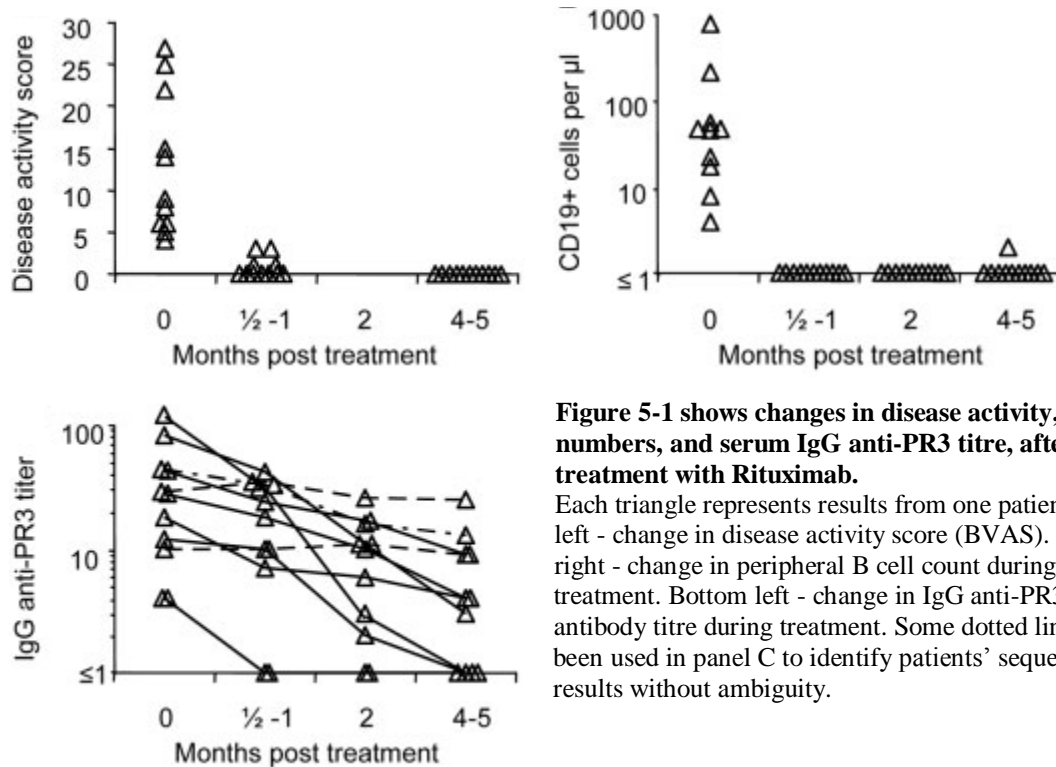 Disease activity score
30
25
20
15
10
5
0
0 ½ -1 2 4-5
Months post treatment
CD19+ cells per µl
1000
100
10
≤ 1
0 ½ -1 2 4-5
Months post treatment
IgG anti-PR3 titer
100
10
≤1
0 ½ -1 2 4-5
Months post treatment
Figure 5-1 shows changes in disease activity,
numbers, and serum IgG anti-PR3 titre, afte
treatment with Rituximab.
Each triangle represents results from one patien
left - change in disease activity score (BVAS).
right - change in peripheral B cell count during
treatment. Bottom left - change in IgG anti-PR3
antibody titre during treatment. Some dotted lin
been used in panel C to identify patients’ seque
results without ambiguity.